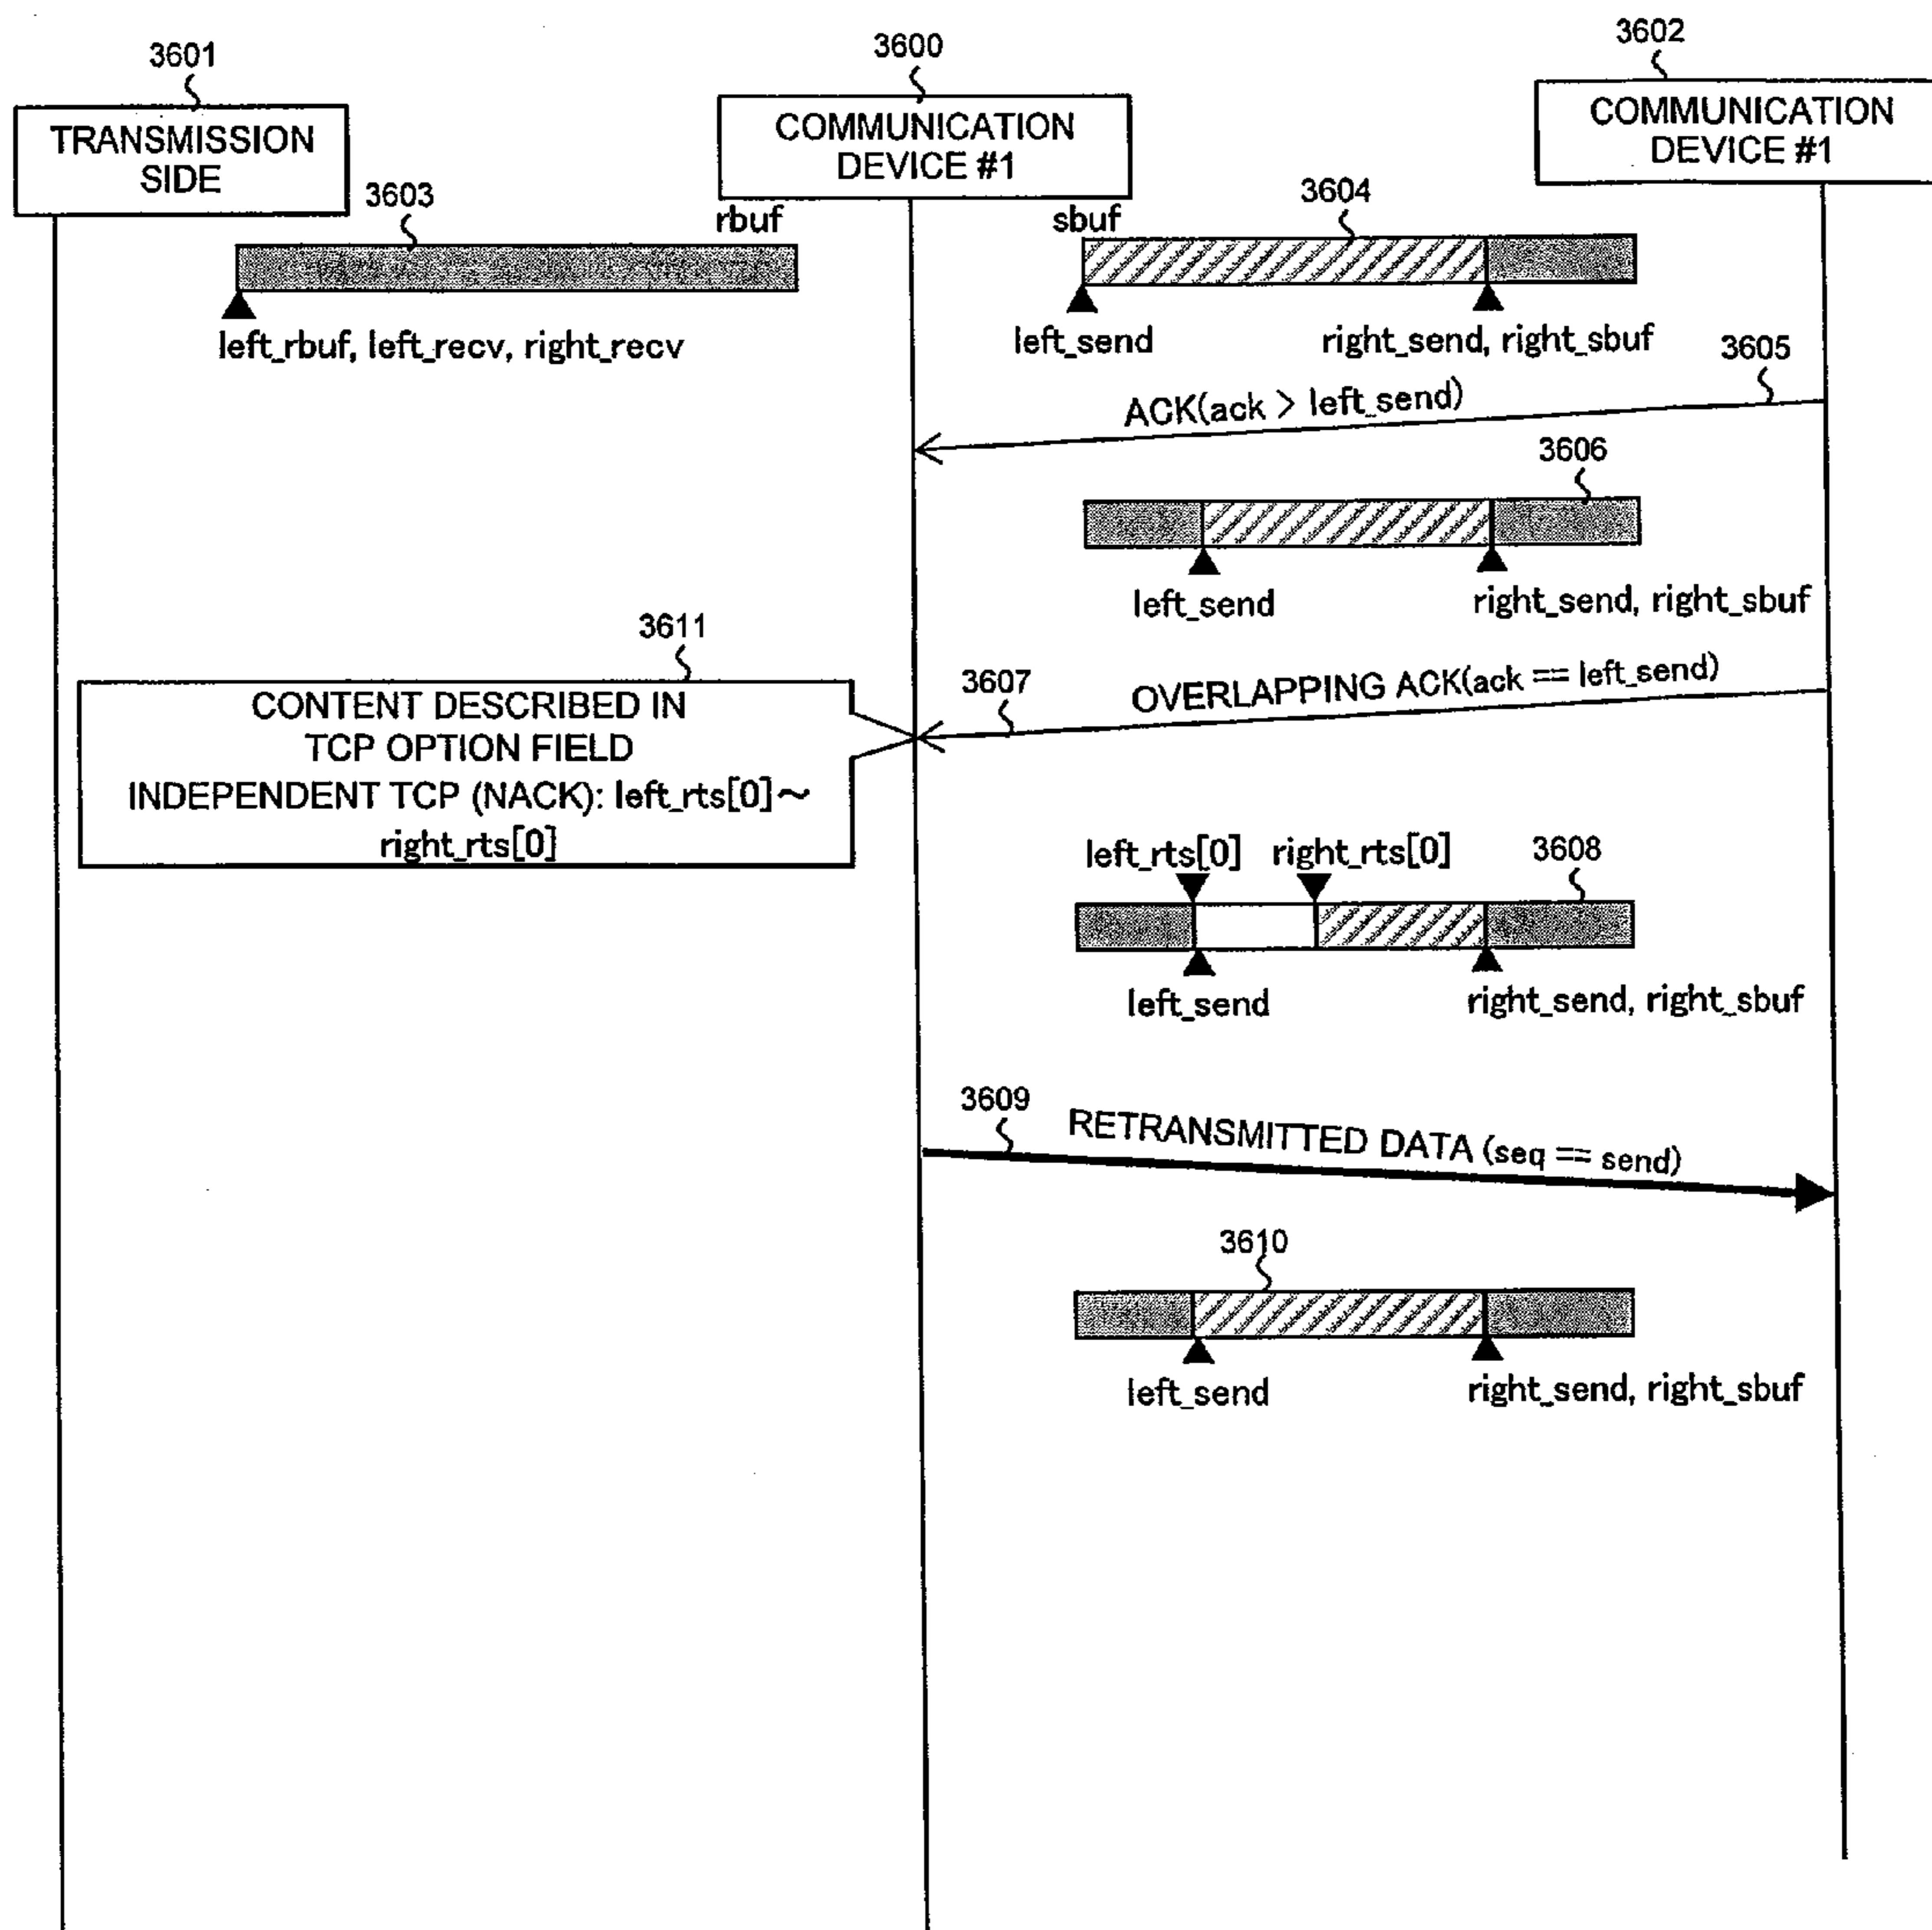 3601
3600
3602
TRANSMISSION
SIDE
COMMUNICATION
DEVICE #1
COMMUNICATION
DEVICE #1
3603
rbuf
sbuf
3604
left_rbuf, left_recv, right_recv
left_send
right_send, right_sbuf
3605
ACK(ack > left_send)
3606
left_send
right_send, right_sbuf
3611
CONTENT DESCRIBED IN
TCP OPTION FIELD
INDEPENDENT TCP (NACK): left_rts[0]~
right_rts[0]
3607
OVERLAPPING ACK(ack == left_send)
left_rts[0]
right_rts[0]
3608
left_send
right_send, right_sbuf
3609
RETRANSMITTED DATA (seq == send)
3610
left_send
right_send, right_sbuf